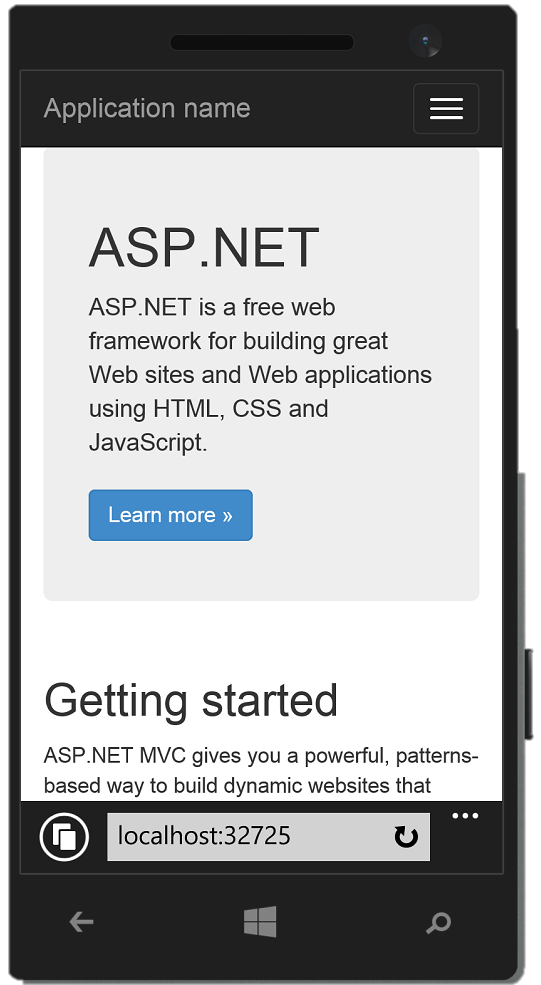 Application name
ASP.NET
ASP.NET is a free web
framework for building great
Web sites and Web applications
using HTML, CSS and
JavaScript.
Learn more »
Getting started
ASP.NET MVC gives you a powerful, patterns-
based way to build dynamic websites that
localhost:32725